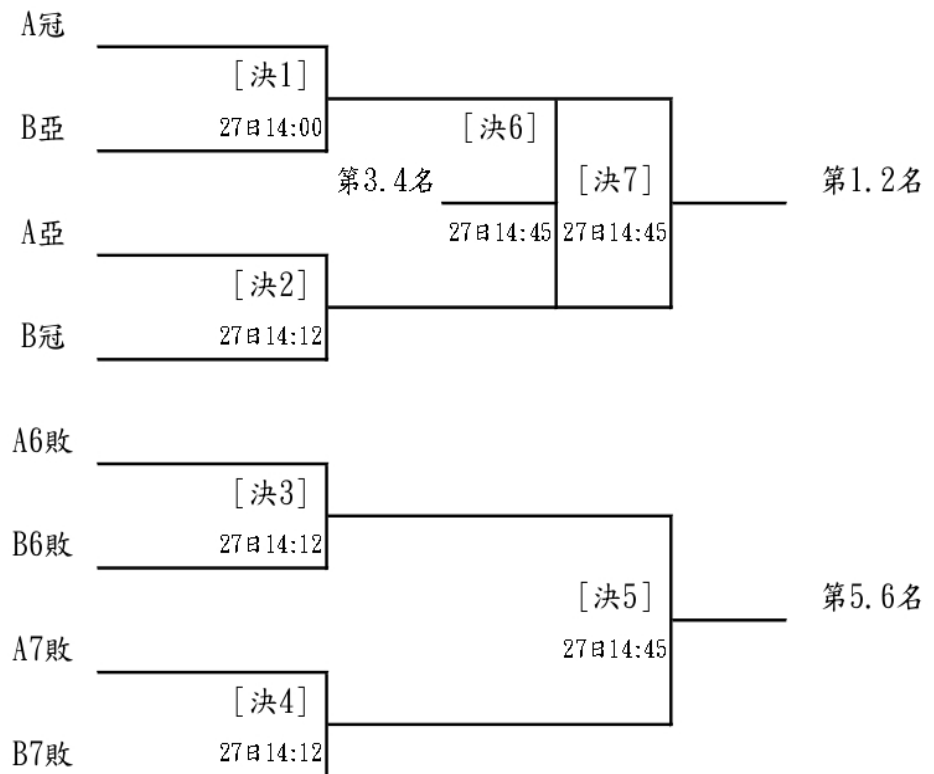 A冠
[決1]
B亞
27日14:00
[決6]
第3.4名
[決7]
第1.2名
A亞
27日14:45
27日14:45
[決2]
B冠
27日14:12
A6敗
[決3]
B6敗
27日14:12
[決5]
第5.6名
A7敗
27日14:45
[決4]
B7敗
27日14:12